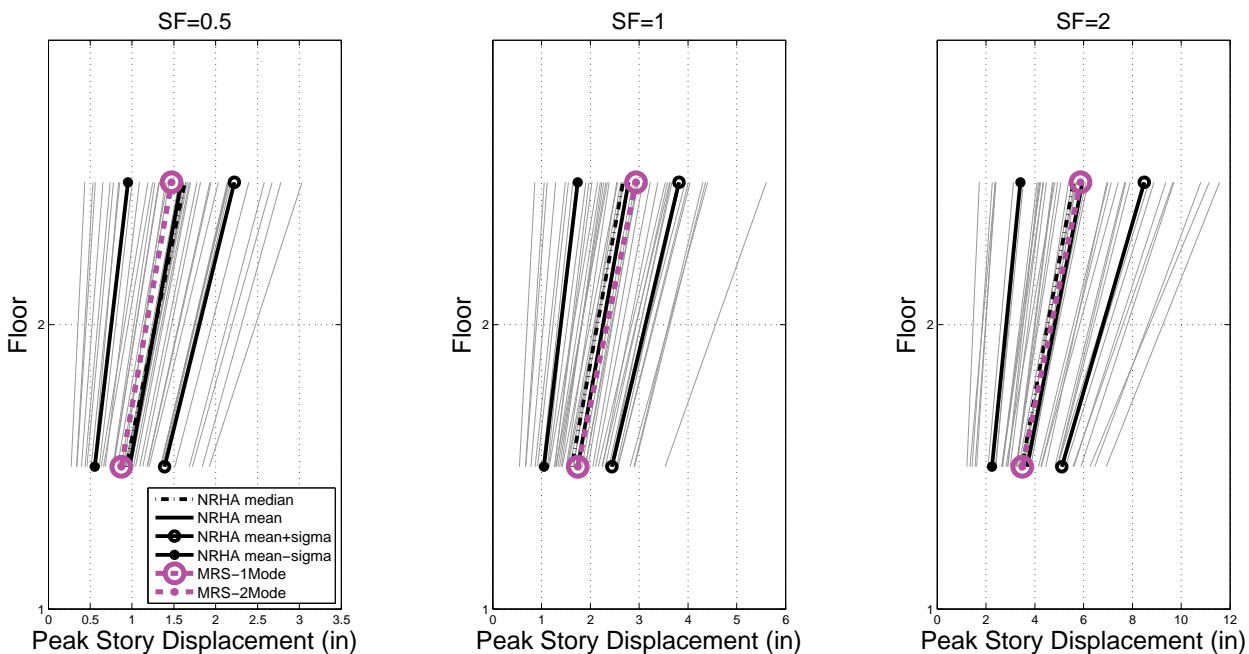 SF=0.5
Floor
2
1
0 0.5 1 1.5 2 2.5 3 3.5
Peak Story Displacement (in)
NRHA median
NRHA mean
NRHA mean+sigma
NRHA mean−sigma
MRS−1Mode
MRS−2Mode
SF=1
Floor
2
1
0 1 2 3 4 5 6
Peak Story Displacement (in)
SF=2
Floor
2
1
0 2 4 6 8 10 12
Peak Story Displacement (in)